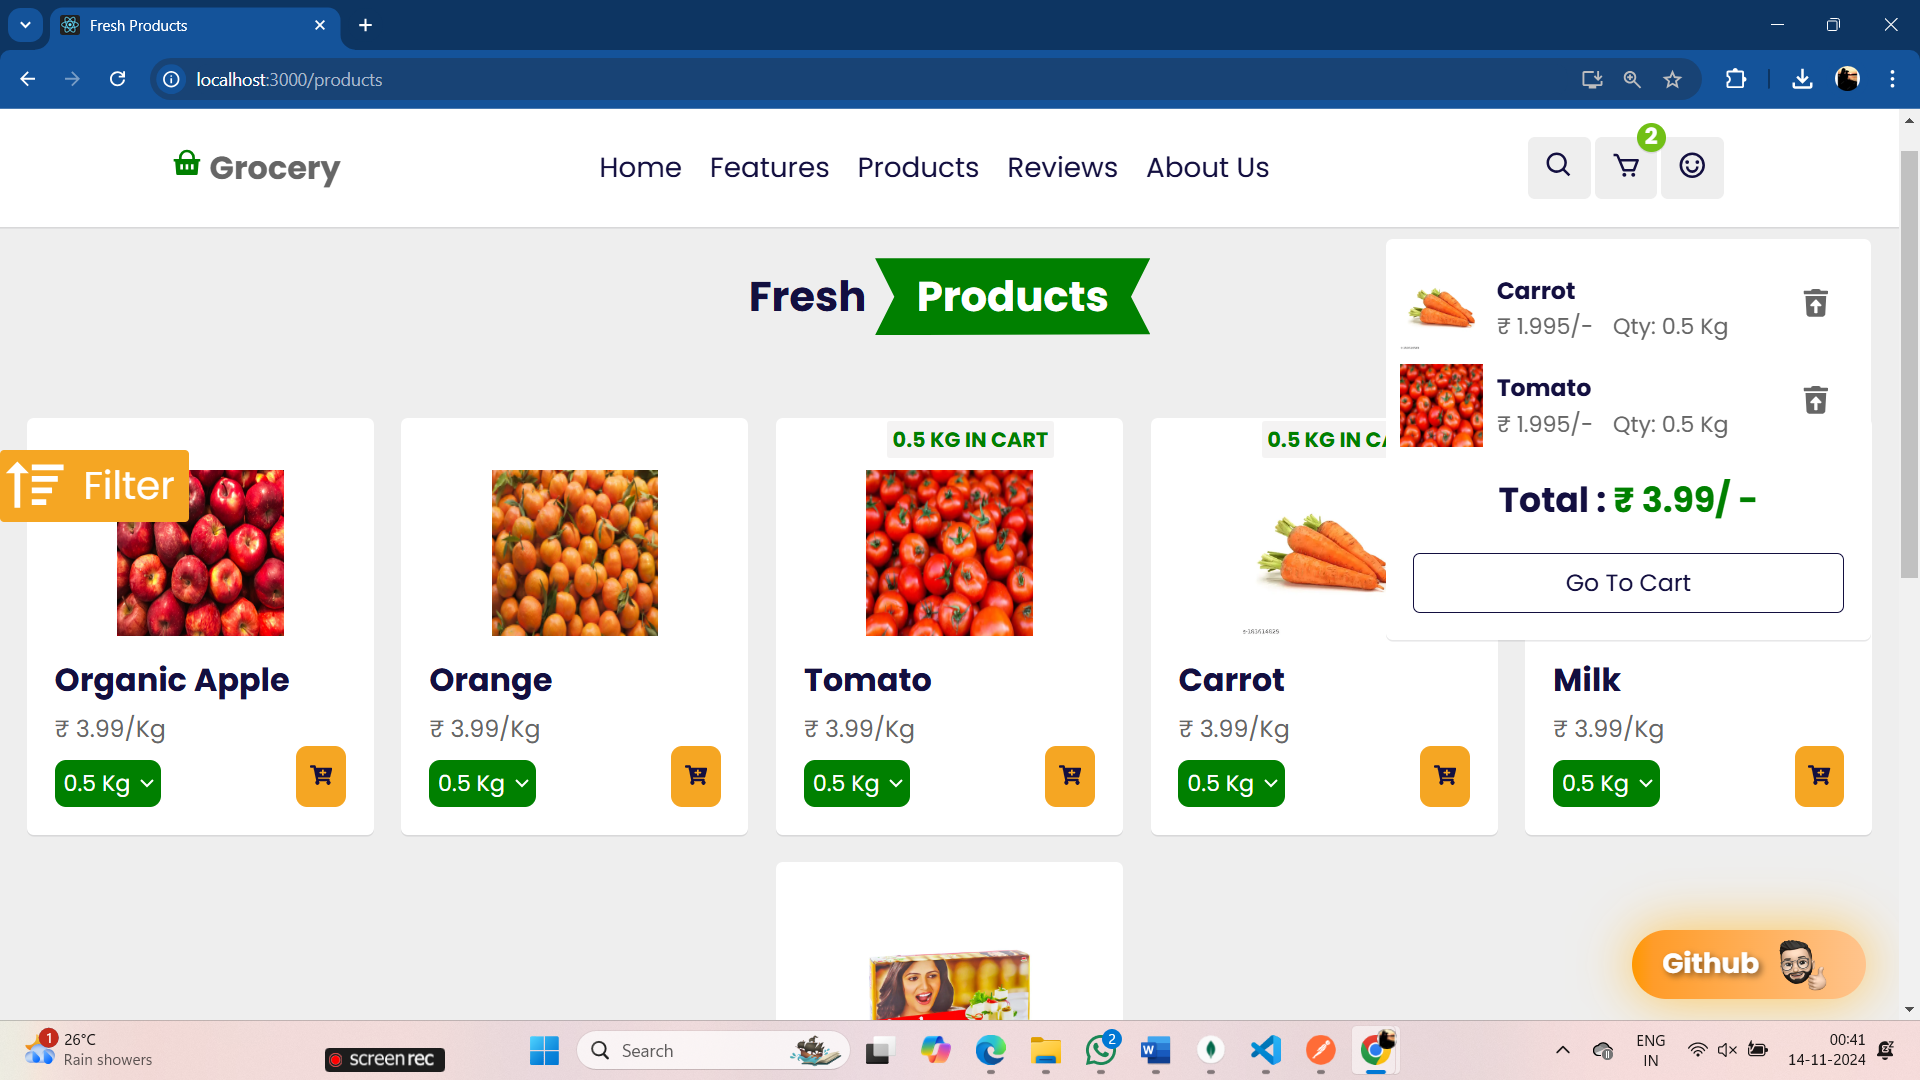 Fresh Products
localhost:3000/products
Grocery
Home Features Products Reviews About Us
2
Fresh Products
Carrot
₹ 1.995/- Qty: 0.5 Kg
Tomato
₹ 1.995/- Qty: 0.5 Kg
Total : ₹ 3.99/ -
Go To Cart
Filter
0.5 KG IN CART
0.5 KG IN CA
Organic Apple
₹ 3.99/Kg
0.5 Kg
Orange
₹ 3.99/Kg
0.5 Kg
Tomato
₹ 3.99/Kg
0.5 Kg
Carrot
₹ 3.99/Kg
0.5 Kg
Milk
₹ 3.99/Kg
0.5 Kg
Github
1
26°C
Rain showers
screenrec
Search
2
ENG
IN
00:41
14-11-2024